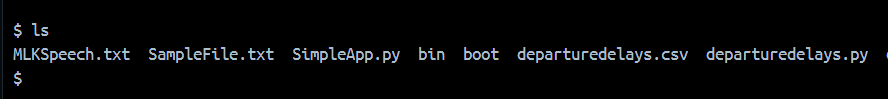 $ ls
MLKSpeech.txt  SampleFile.txt  SimpleApp.py  bin  boot  departuredelays.csv  departuredelays.py
$